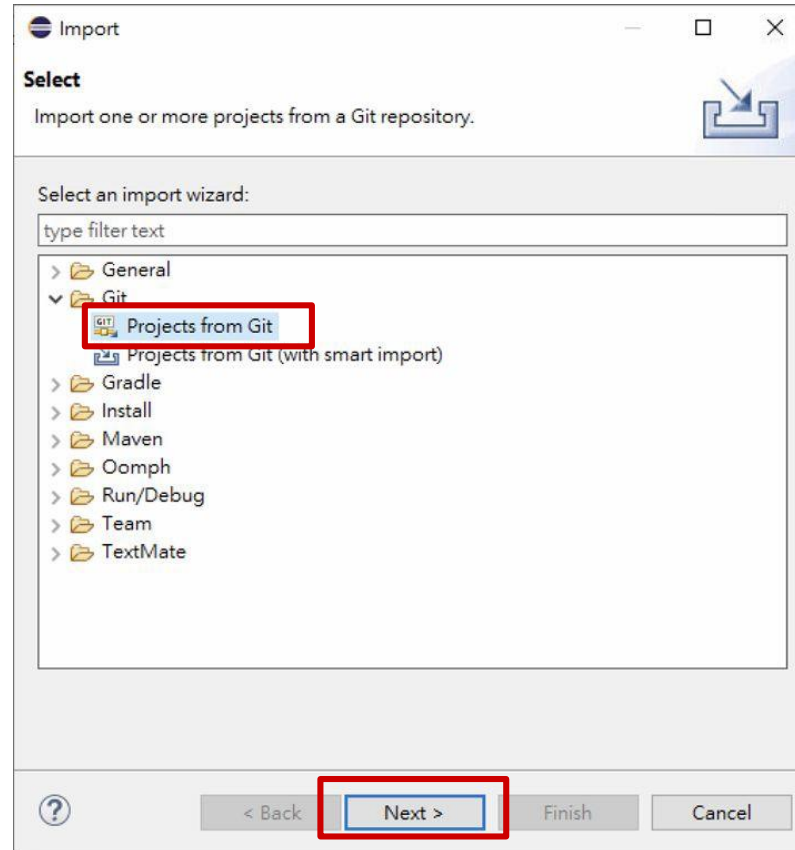 Import
Select
Import one or more projects from a Git repository.
Select an import wizard:
type filter text
General
Git
GIT Projects from Git
Projects from Git (with smart import)
Gradle
Install
Maven
Oomph
Run/Debug
Team
TextMate
? < Back Next > Finish Cancel